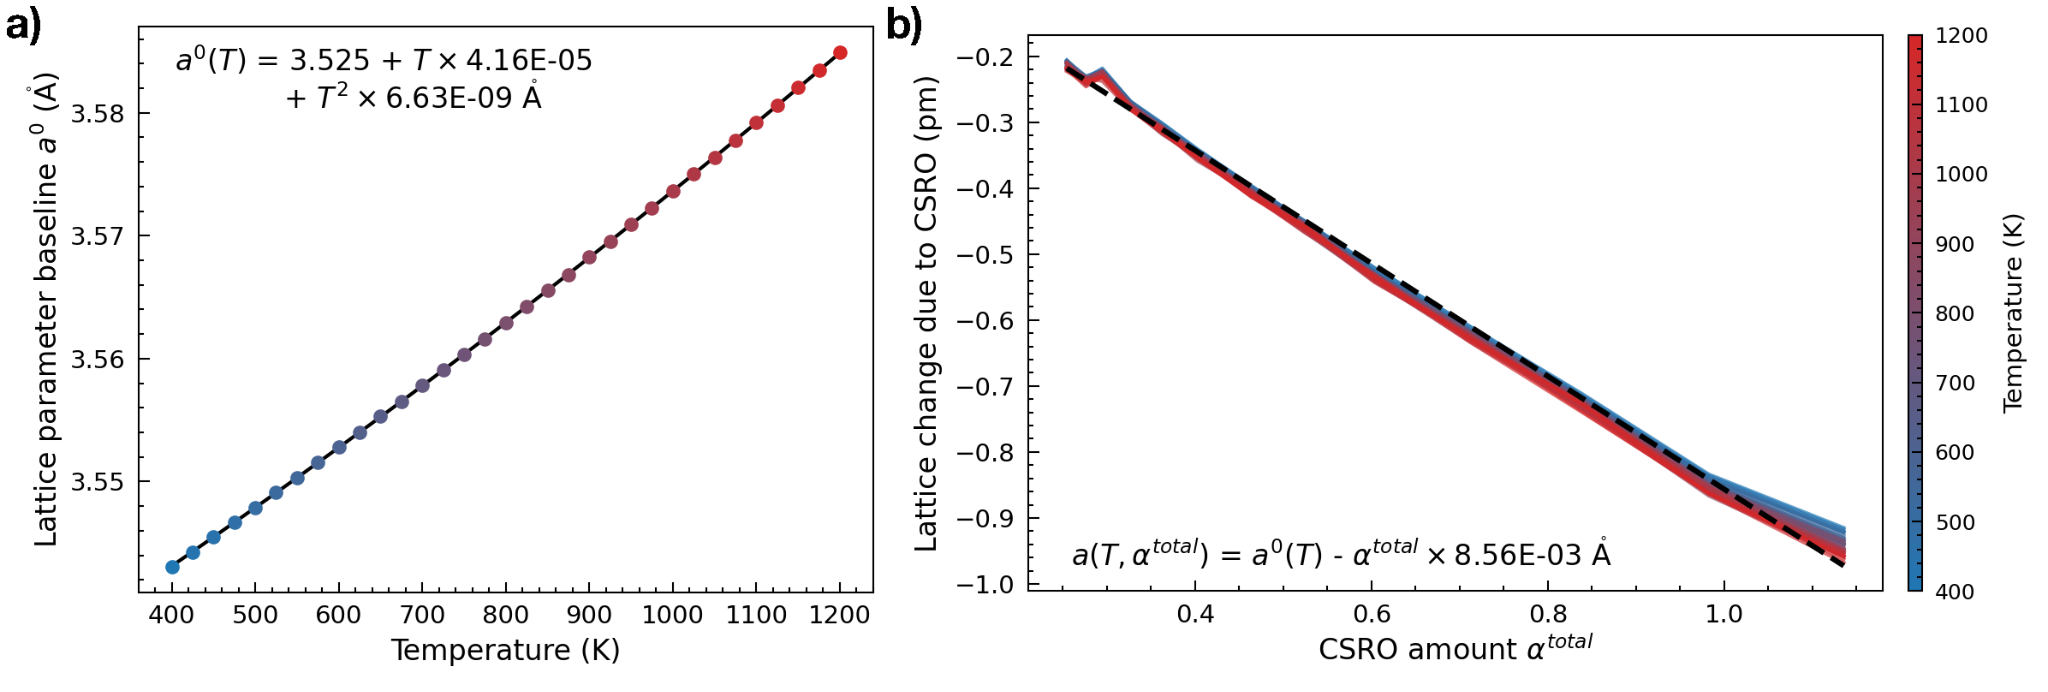 a)
a⁰(T) = 3.525 + T × 4.16E-05
+ T² × 6.63E-09 Å
Lattice parameter baseline a⁰ (Å)
3.58
3.57
3.56
3.55
400 500 600 700 800 900 1000 1100 1200
Temperature (K)
b)
Lattice change due to CSRO (pm)
−0.2
−0.3
−0.4
−0.5
−0.6
−0.7
−0.8
−0.9
−1.0
a(T, α^total) = a⁰(T) - α^total × 8.56E-03 Å
0.4 0.6 0.8 1.0
CSRO amount α^total
1200
1100
1000
900
800
700
600
500
400
Temperature (K)